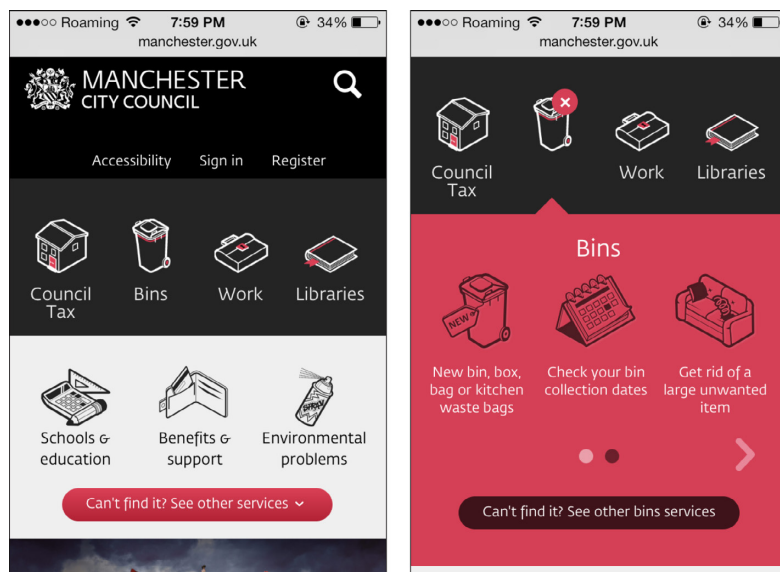 Roaming 7:59 PM 34%
manchester.gov.uk
MANCHESTER
CITY COUNCIL
Accessibility Sign in Register
Council
Tax
Bins
Work
Libraries
Schools &
education
Benefits &
support
SPRAY
Environmental
problems
Can't find it? See other services
Roaming 7:59 PM 34%
manchester.gov.uk
Council
Tax
Work
Libraries
Bins
NEW
New bin, box,
bag or kitchen
waste bags
Check your bin
collection dates
Get rid of a
large unwanted
item
Can't find it? See other bins services